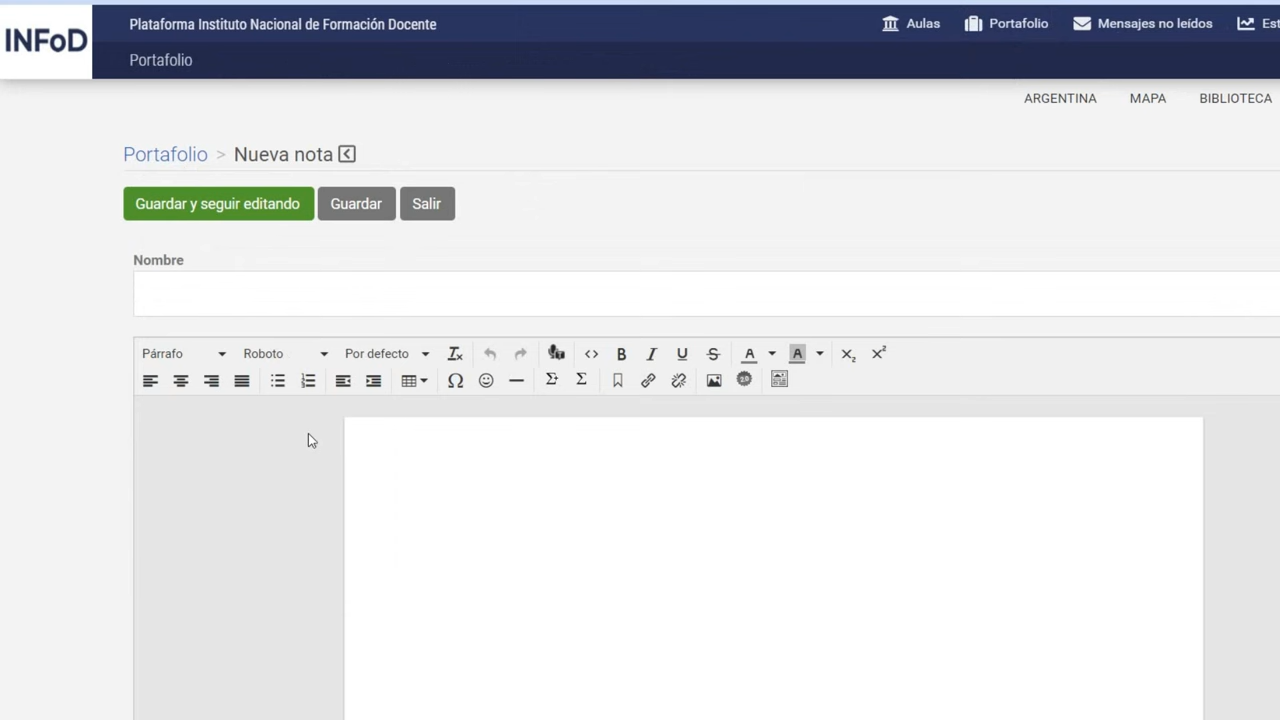 INFoD
Plataforma Instituto Nacional de Formación Docente
Aulas
Portafolio
Mensajes no leídos
Est
Portafolio
ARGENTINA
MAPA
BIBLIOTECA
Portafolio > Nueva nota
Guardar y seguir editando
Guardar
Salir
Nombre
Párrafo
Roboto
Por defecto